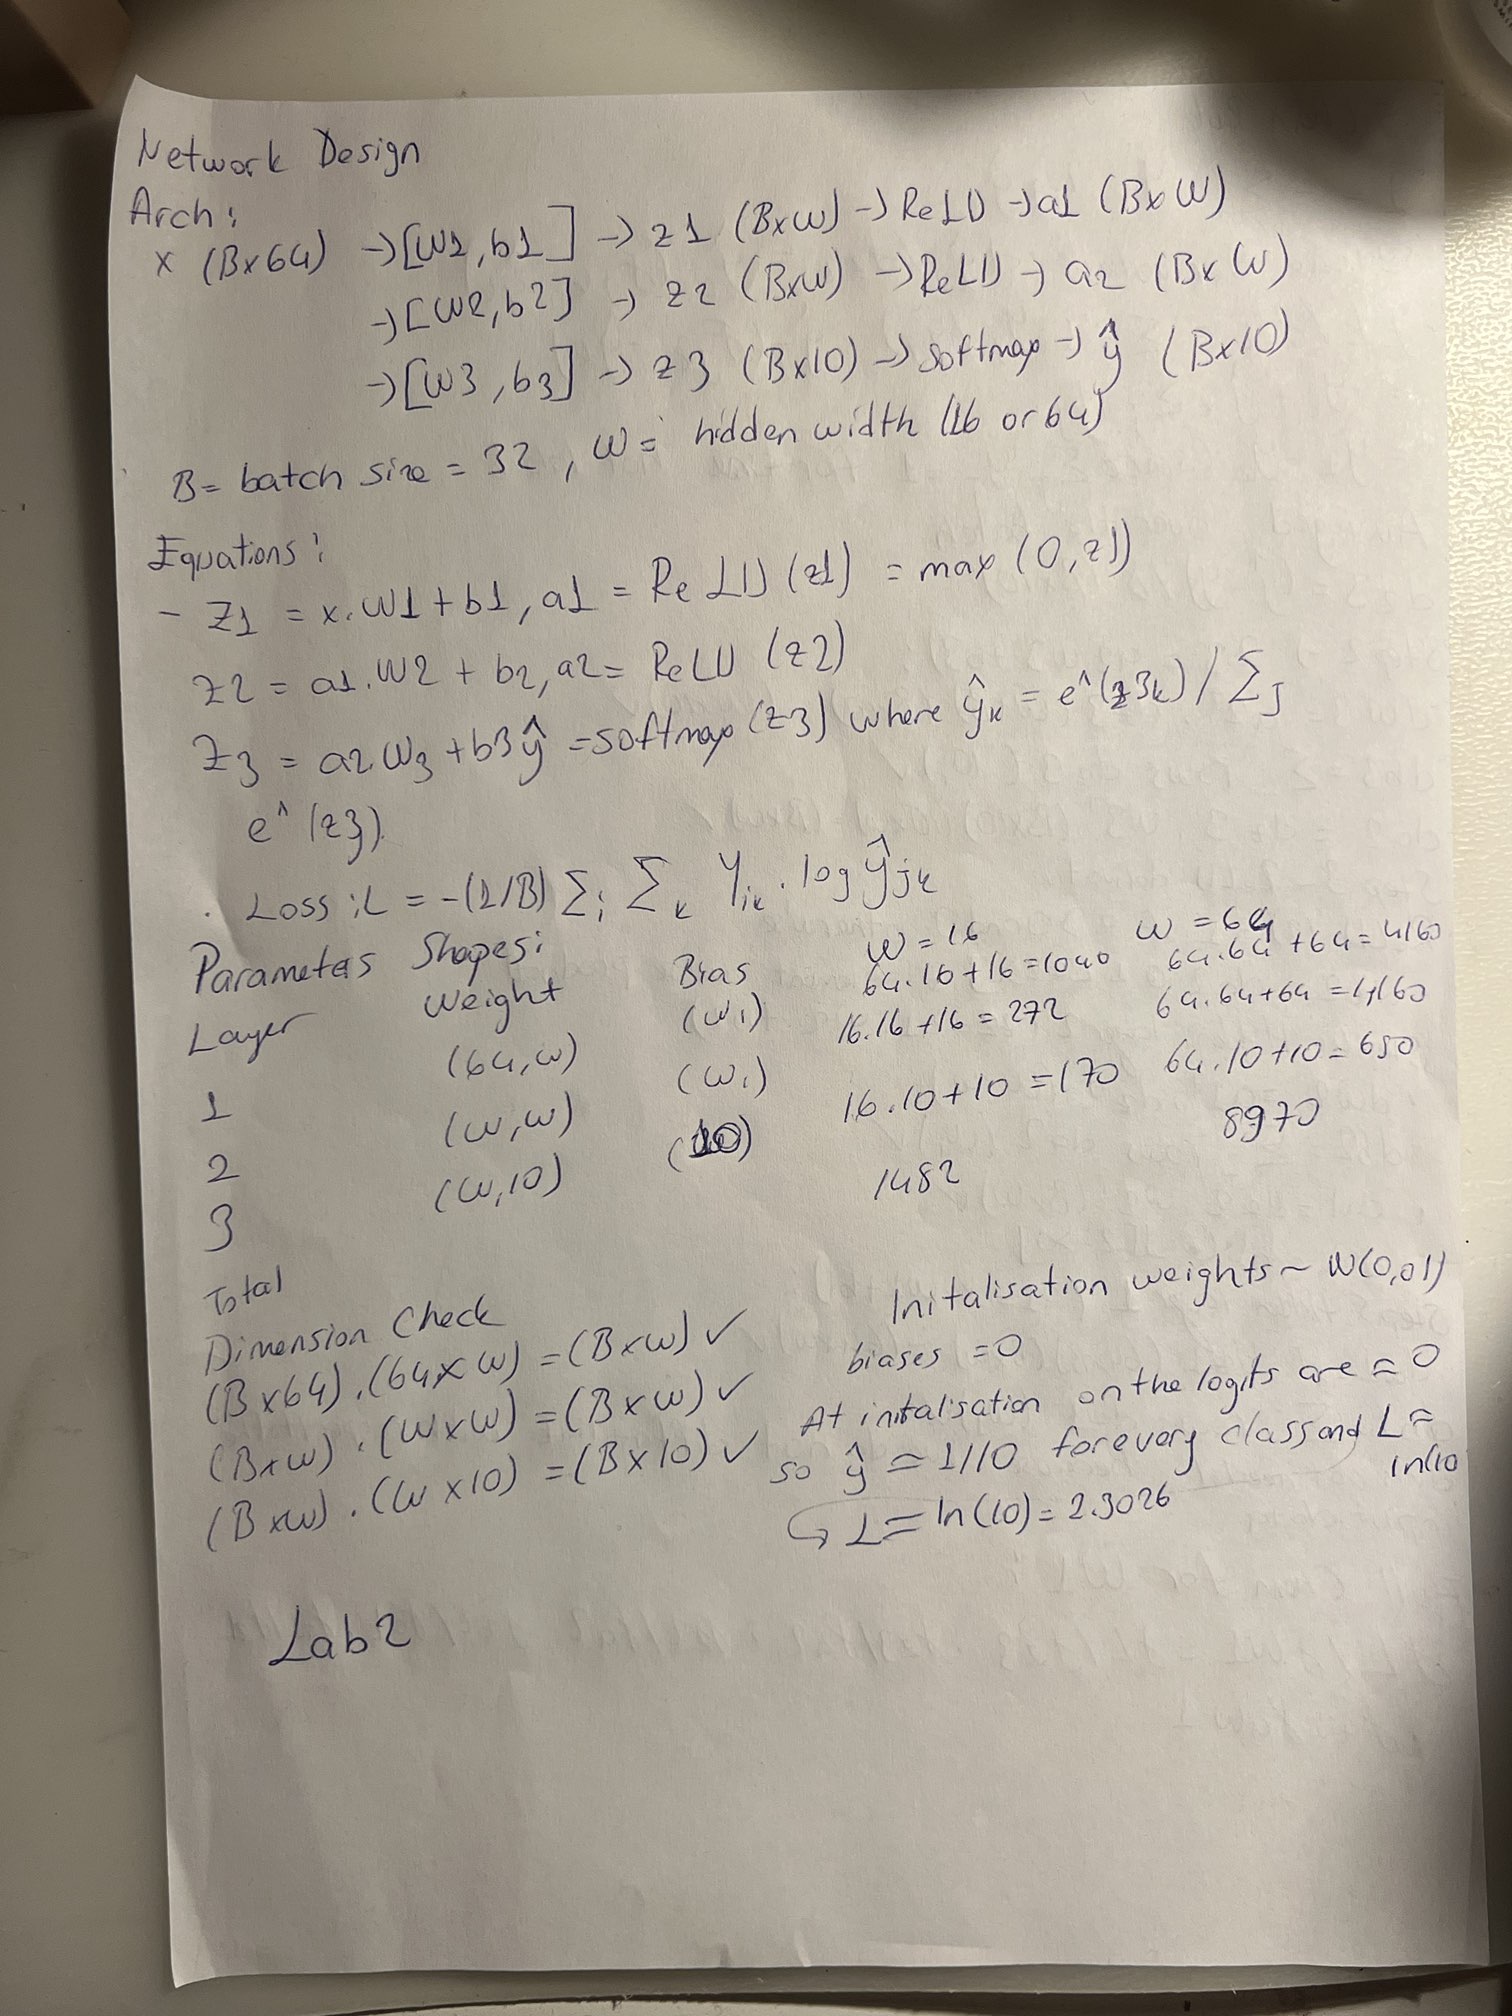 Network Design
Arch:
x (Bx64) → [W1, b1] → z1 (BxW) → ReLU → a1 (BxW)
→ [W2, b2] → z2 (BxW) → ReLU → a2 (BxW)
→ [W3, b3] → z3 (Bx10) → softmax → ŷ (Bx10)
B = batch size = 32, W = hidden width (16 or 64)
Equations:
- z1 = x.W1 + b1, a1 = ReLU (z1) = max (0, z1)
z2 = a1.W2 + b2, a2 = ReLU (z2)
z3 = a2.W3 + b3 ŷ = softmax (z3) where ŷk = e^(z3k) / Σj
e^(z3j)
Loss: L = -(1/B) Σi Σk Yik . log ŷjk
Parameters Shapes:
Layer Weight Bias W = 16 W = 64
1 (64, W) (W,) 64.16+16=1040 64.64+64=4160
2 (W, W) (W,) 16.16+16=272 64.64+64=4160
3 (W, 10) (10) 16.10+10=170 64.10+10=650
Total 1482 8970
Dimension Check
(Bx64).(64xW) = (BxW) ✓
(BxW).(WxW) = (BxW) ✓
(BxW).(Wx10) = (Bx10) ✓
Initalisation weights ~ N(0,01)
biases = 0
At initalisation on the logits are ≈ 0
so ŷ ≈ 1/10 for every class and L ≈
ln(10
↪ L ≈ ln(10) = 2.3026
Lab2